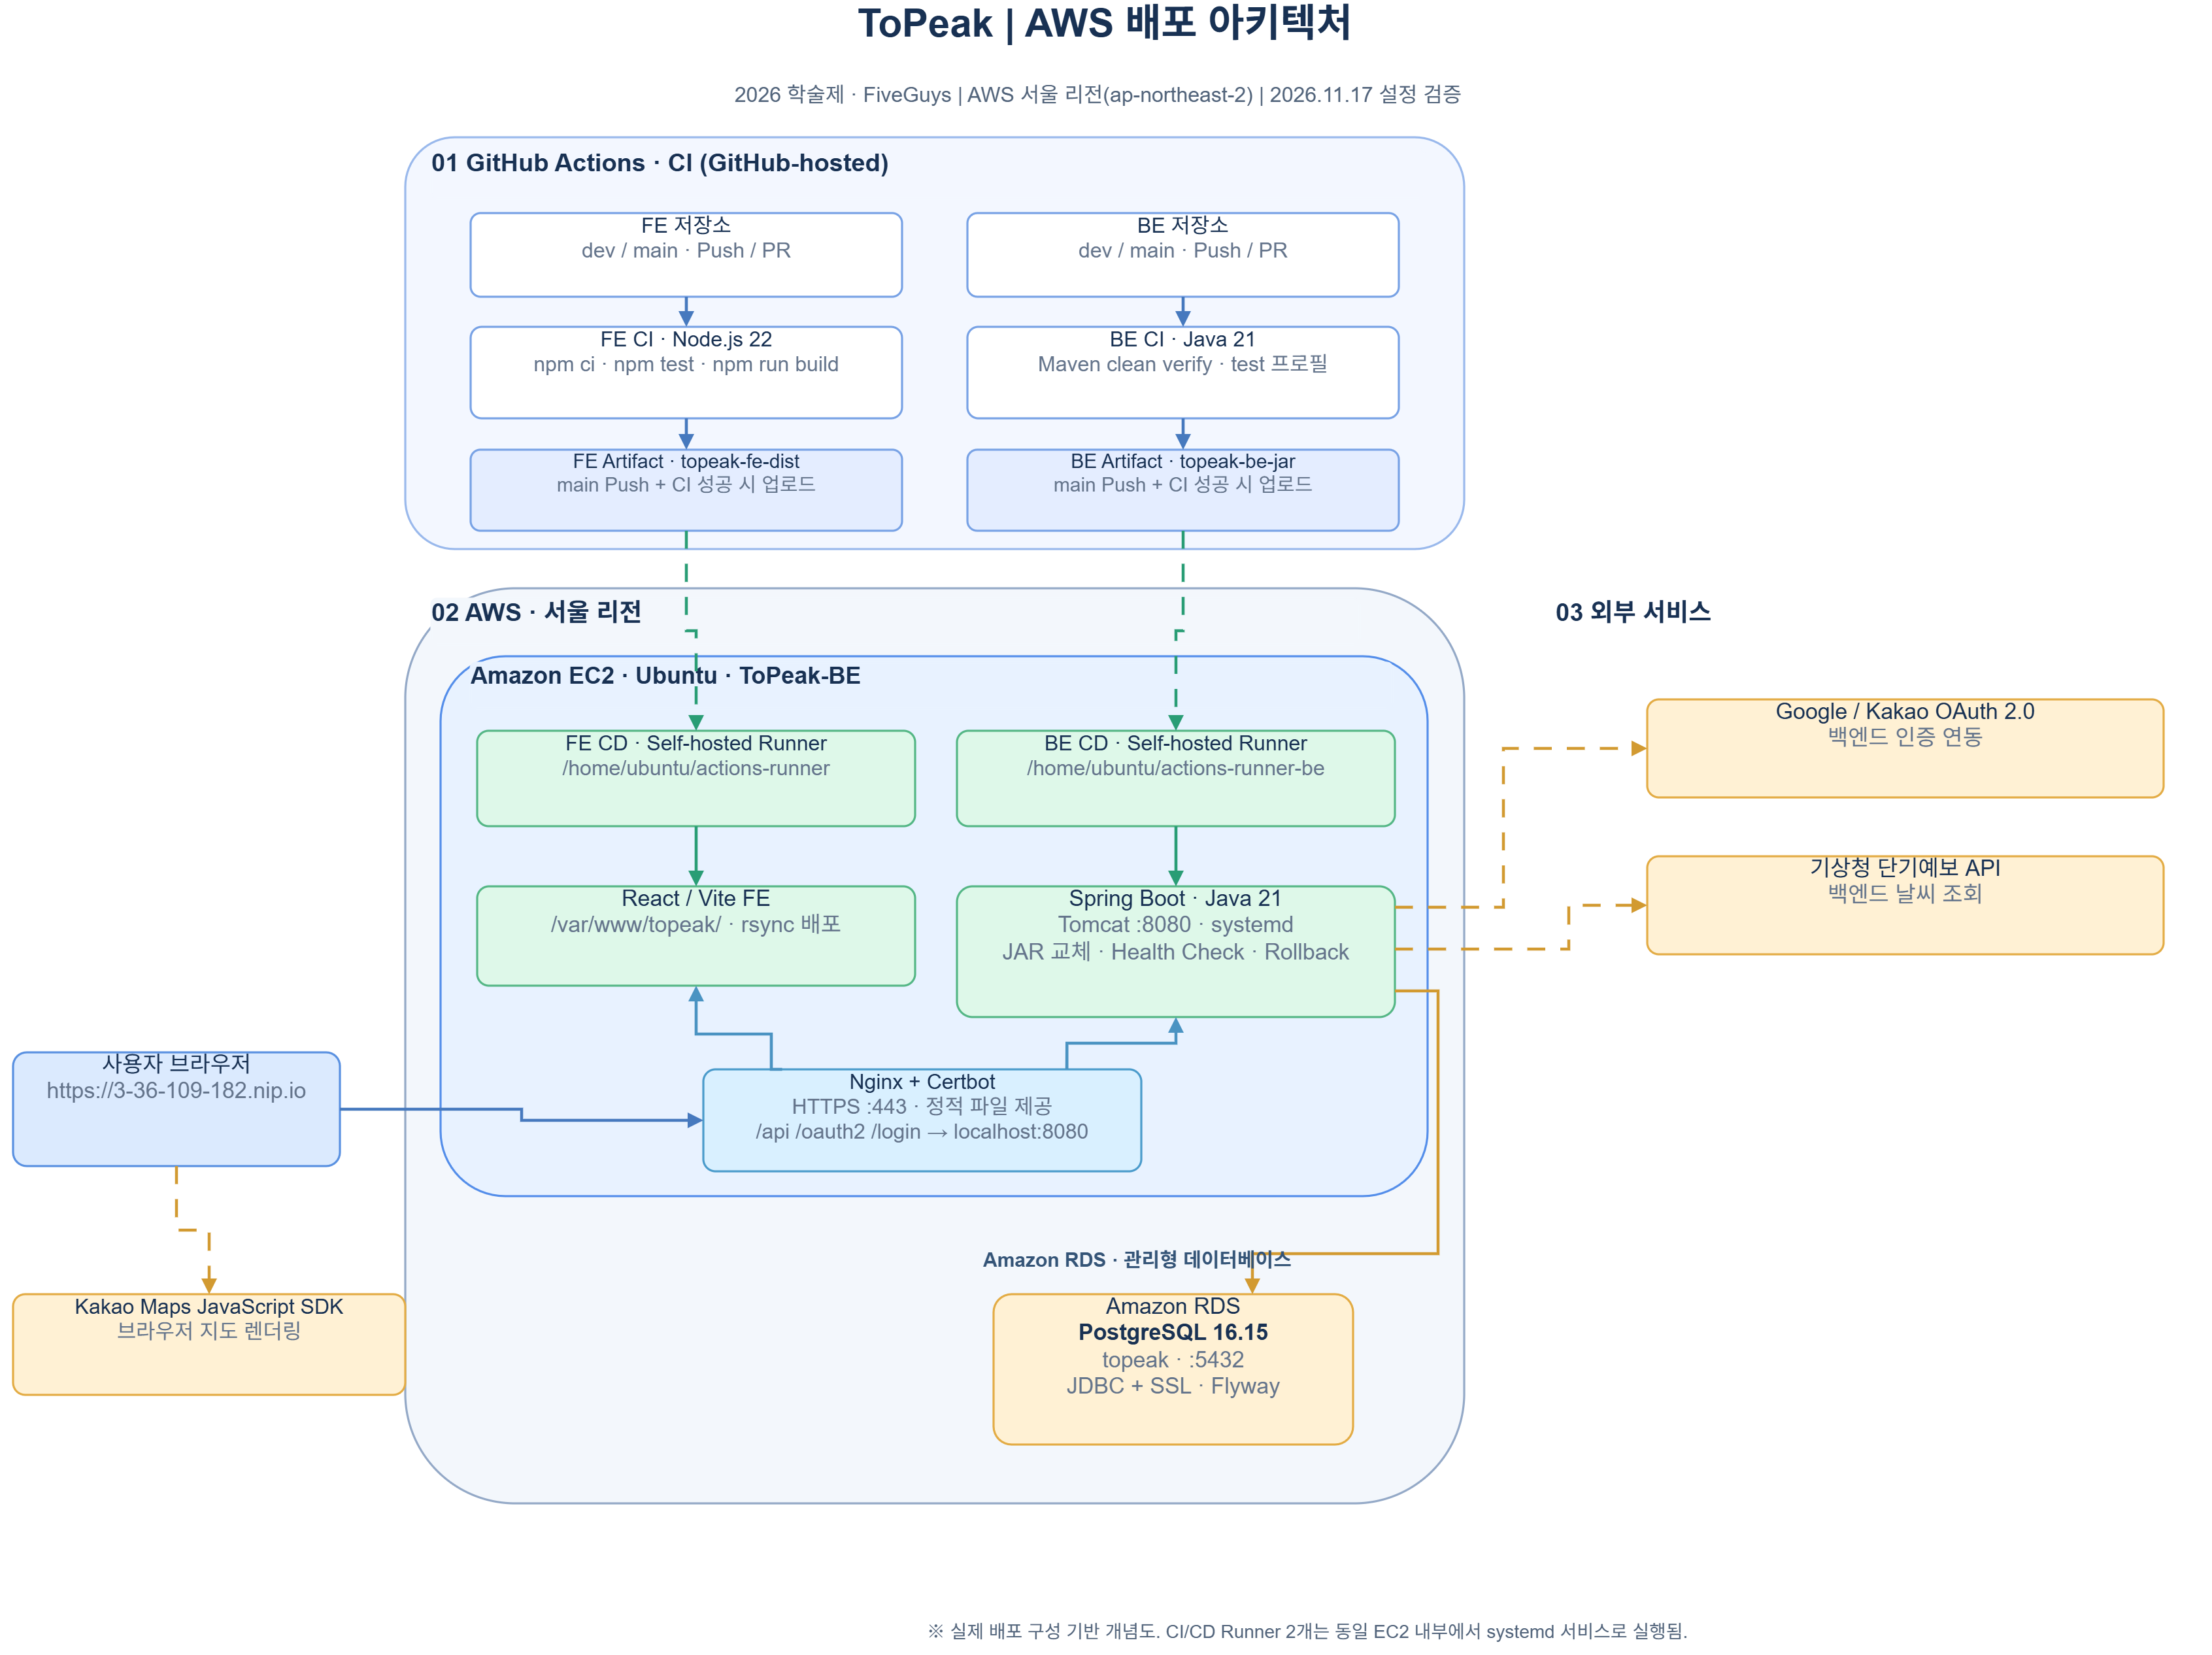 ToPeak | AWS 배포 아키텍처
2026 학술제 · FiveGuys | AWS 서울 리전(ap-northeast-2) | 2026.11.17 설정 검증
01 GitHub Actions · CI (GitHub-hosted)
FE 저장소
dev / main · Push / PR
BE 저장소
dev / main · Push / PR
FE CI · Node.js 22
npm ci · npm test · npm run build
BE CI · Java 21
Maven clean verify · test 프로필
FE Artifact · topeak-fe-dist
main Push + CI 성공 시 업로드
BE Artifact · topeak-be-jar
main Push + CI 성공 시 업로드
02 AWS · 서울 리전
03 외부 서비스
Amazon EC2 · Ubuntu · ToPeak-BE
FE CD · Self-hosted Runner
/home/ubuntu/actions-runner
BE CD · Self-hosted Runner
/home/ubuntu/actions-runner-be
Google / Kakao OAuth 2.0
백엔드 인증 연동
React / Vite FE
/var/www/topeak/ · rsync 배포
Spring Boot · Java 21
Tomcat :8080 · systemd
JAR 교체 · Health Check · Rollback
기상청 단기예보 API
백엔드 날씨 조회
사용자 브라우저
https://3-36-109-182.nip.io
Nginx + Certbot
HTTPS :443 · 정적 파일 제공
/api /oauth2 /login → localhost:8080
Kakao Maps JavaScript SDK
브라우저 지도 렌더링
Amazon RDS · 관리형 데이터베이스
Amazon RDS
PostgreSQL 16.15
topeak · :5432
JDBC + SSL · Flyway
※ 실제 배포 구성 기반 개념도. CI/CD Runner 2개는 동일 EC2 내부에서 systemd 서비스로 실행됨.